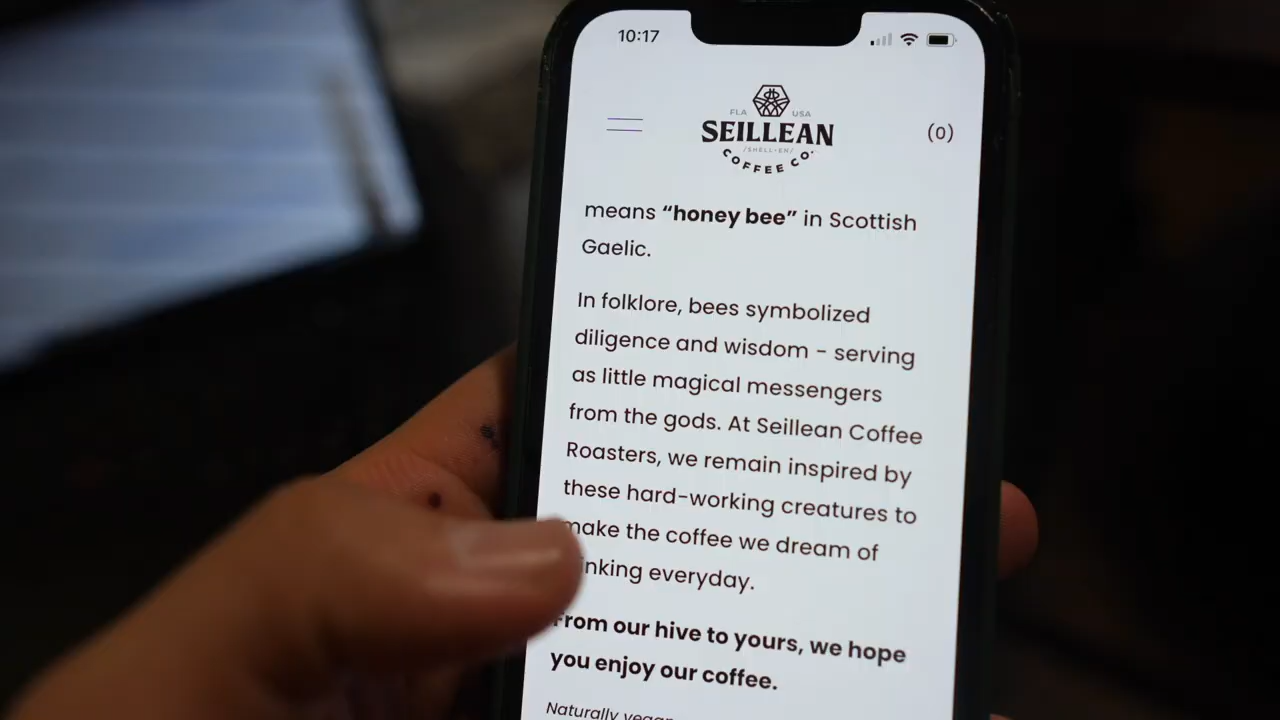 10:17
FLA USA
SEILLEAN
/SHELL·EN/
COFFEE CO.
(0)
means “honey bee” in Scottish
Gaelic.
In folklore, bees symbolized
diligence and wisdom - serving
as little magical messengers
from the gods. At Seillean Coffee
Roasters, we remain inspired by
these hard-working creatures to
make the coffee we dream of
inking everyday.
From our hive to yours, we hope
you enjoy our coffee.
Naturally